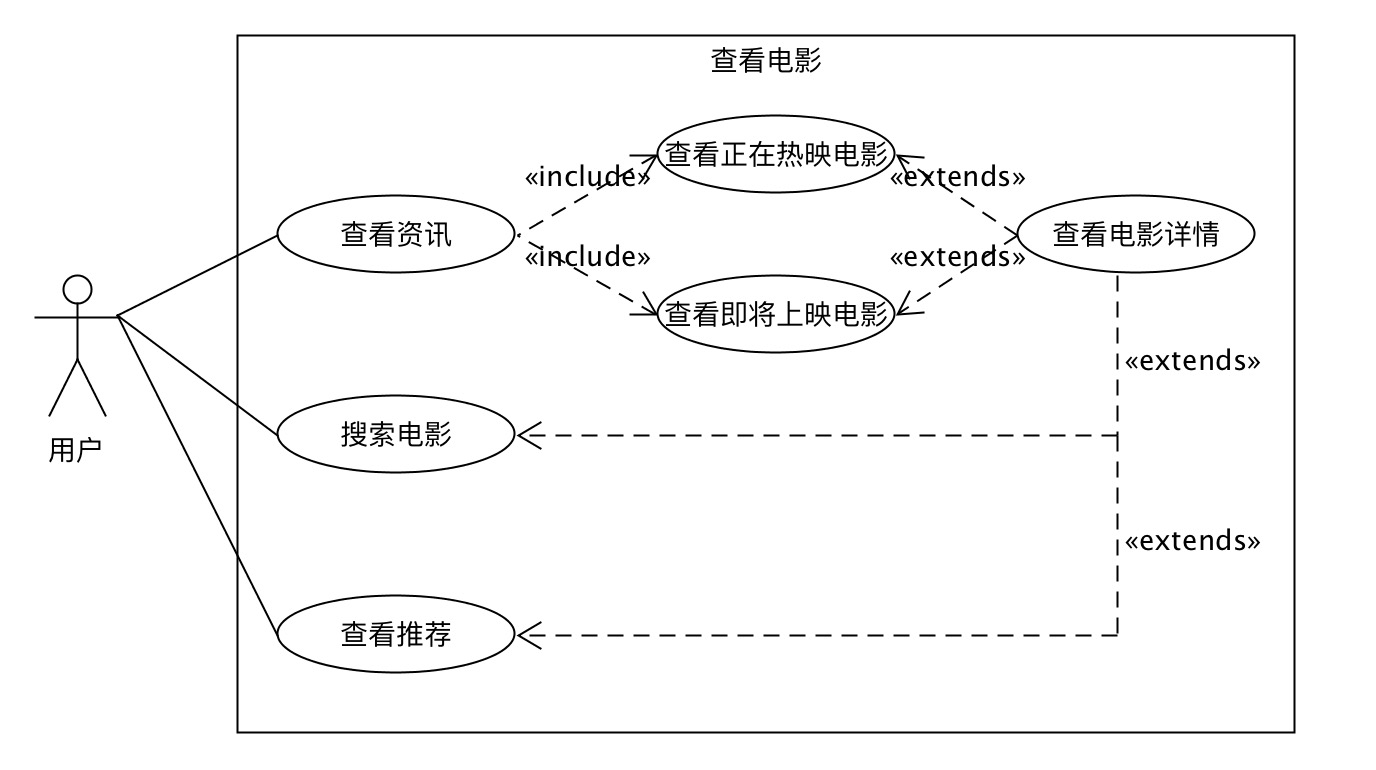 查看电影
查看正在热映电影
«include»
«extends»
查看资讯
查看电影详情
«include»
«extends»
查看即将上映电影
«extends»
搜索电影
用户
«extends»
查看推荐